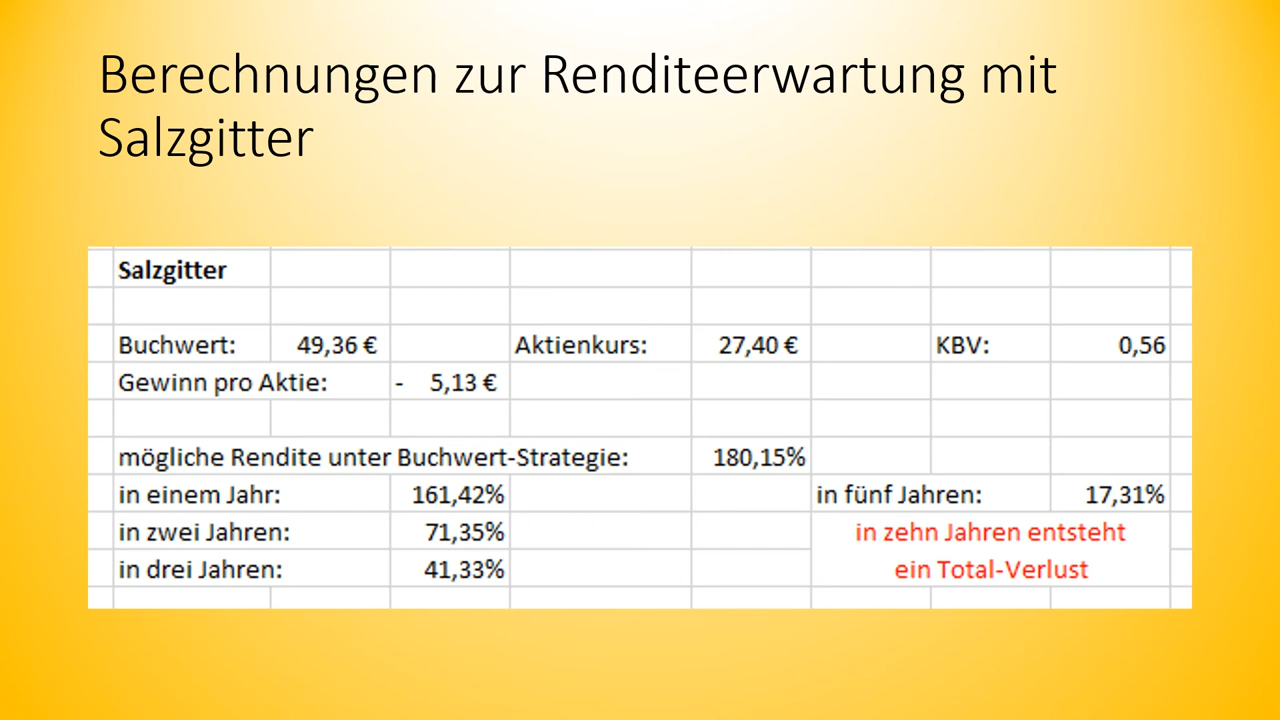 Berechnungen zur Renditeerwartung mit
Salzgitter
Salzgitter
Buchwert: 49,36 € Aktienkurs: 27,40 € KBV: 0,56
Gewinn pro Aktie: - 5,13 €
mögliche Rendite unter Buchwert-Strategie: 180,15%
in einem Jahr: 161,42% in fünf Jahren: 17,31%
in zwei Jahren: 71,35% in zehn Jahren entsteht
in drei Jahren: 41,33% ein Total-Verlust